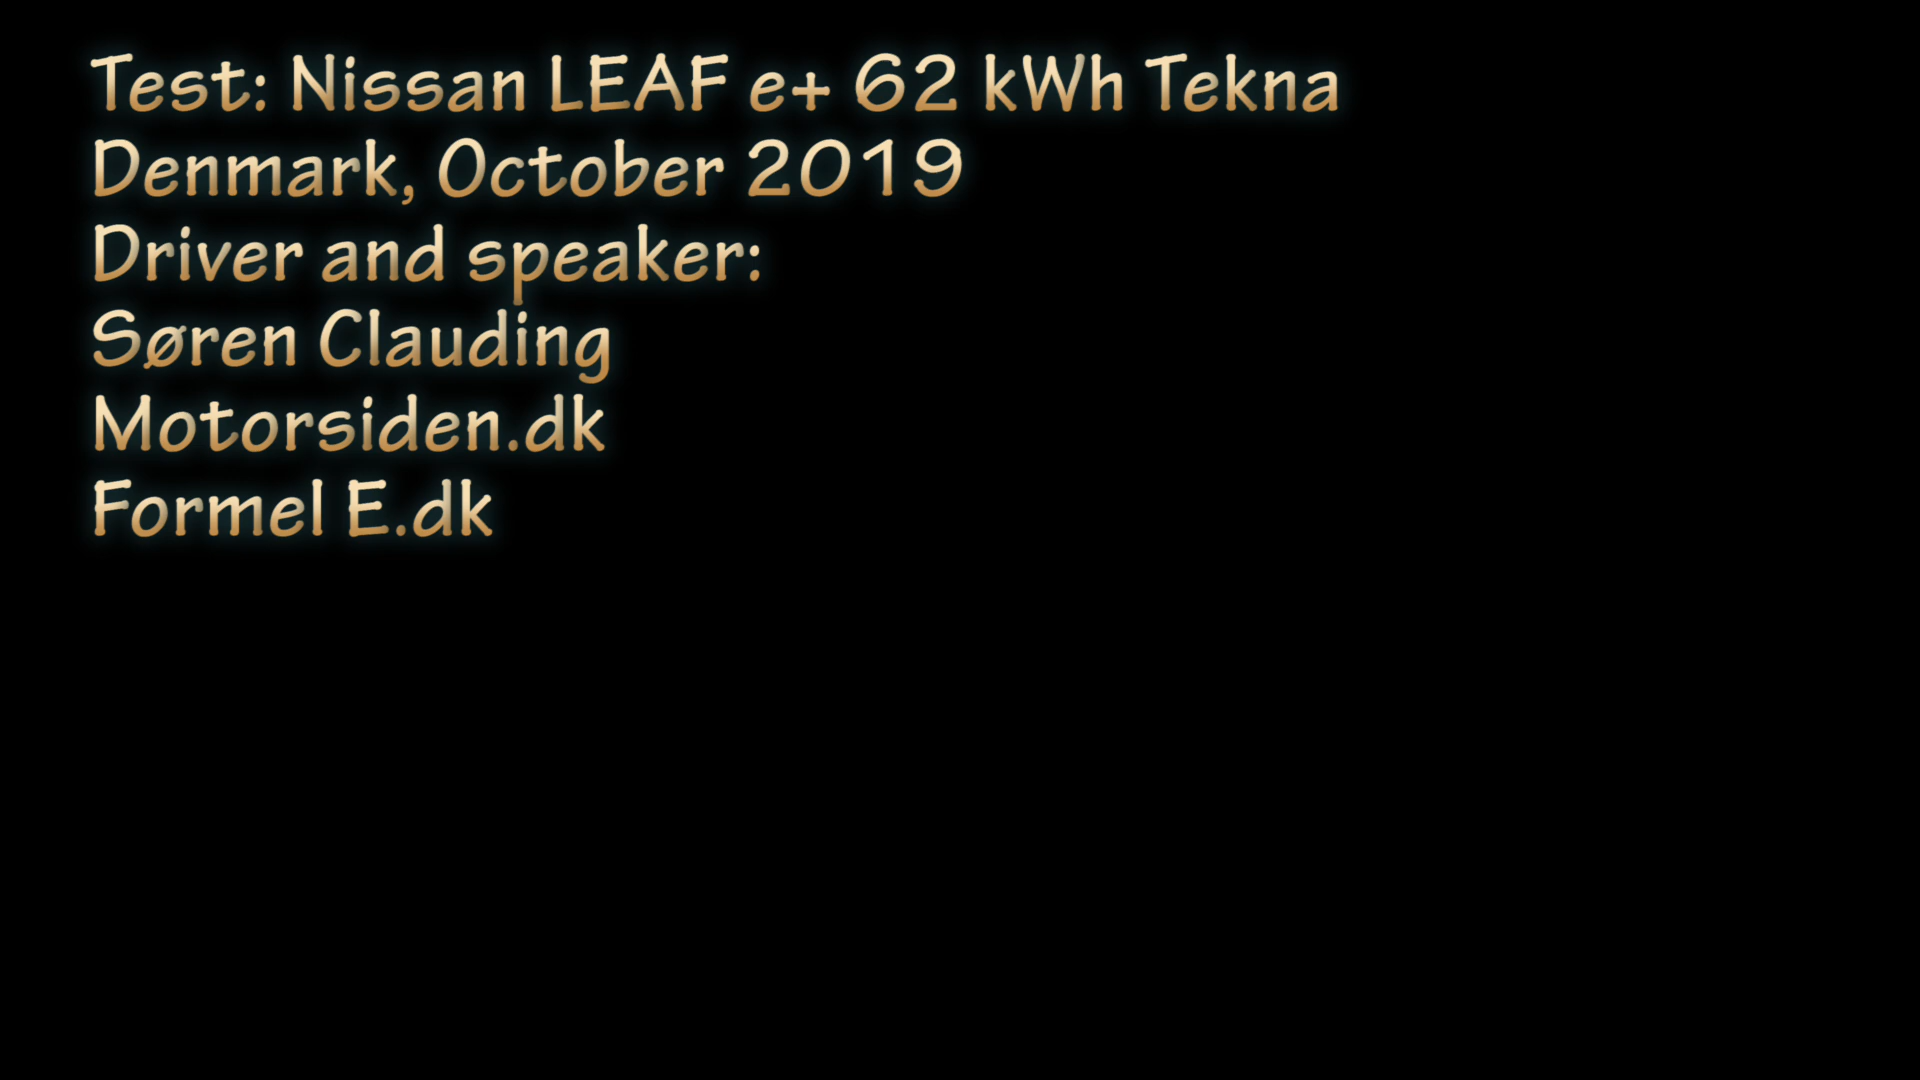 Test: Nissan LEAF e+ 62 kWh Tekna
Denmark, October 2019
Driver and speaker:
Søren Clauding
Motorsiden.dk
Formel E.dk